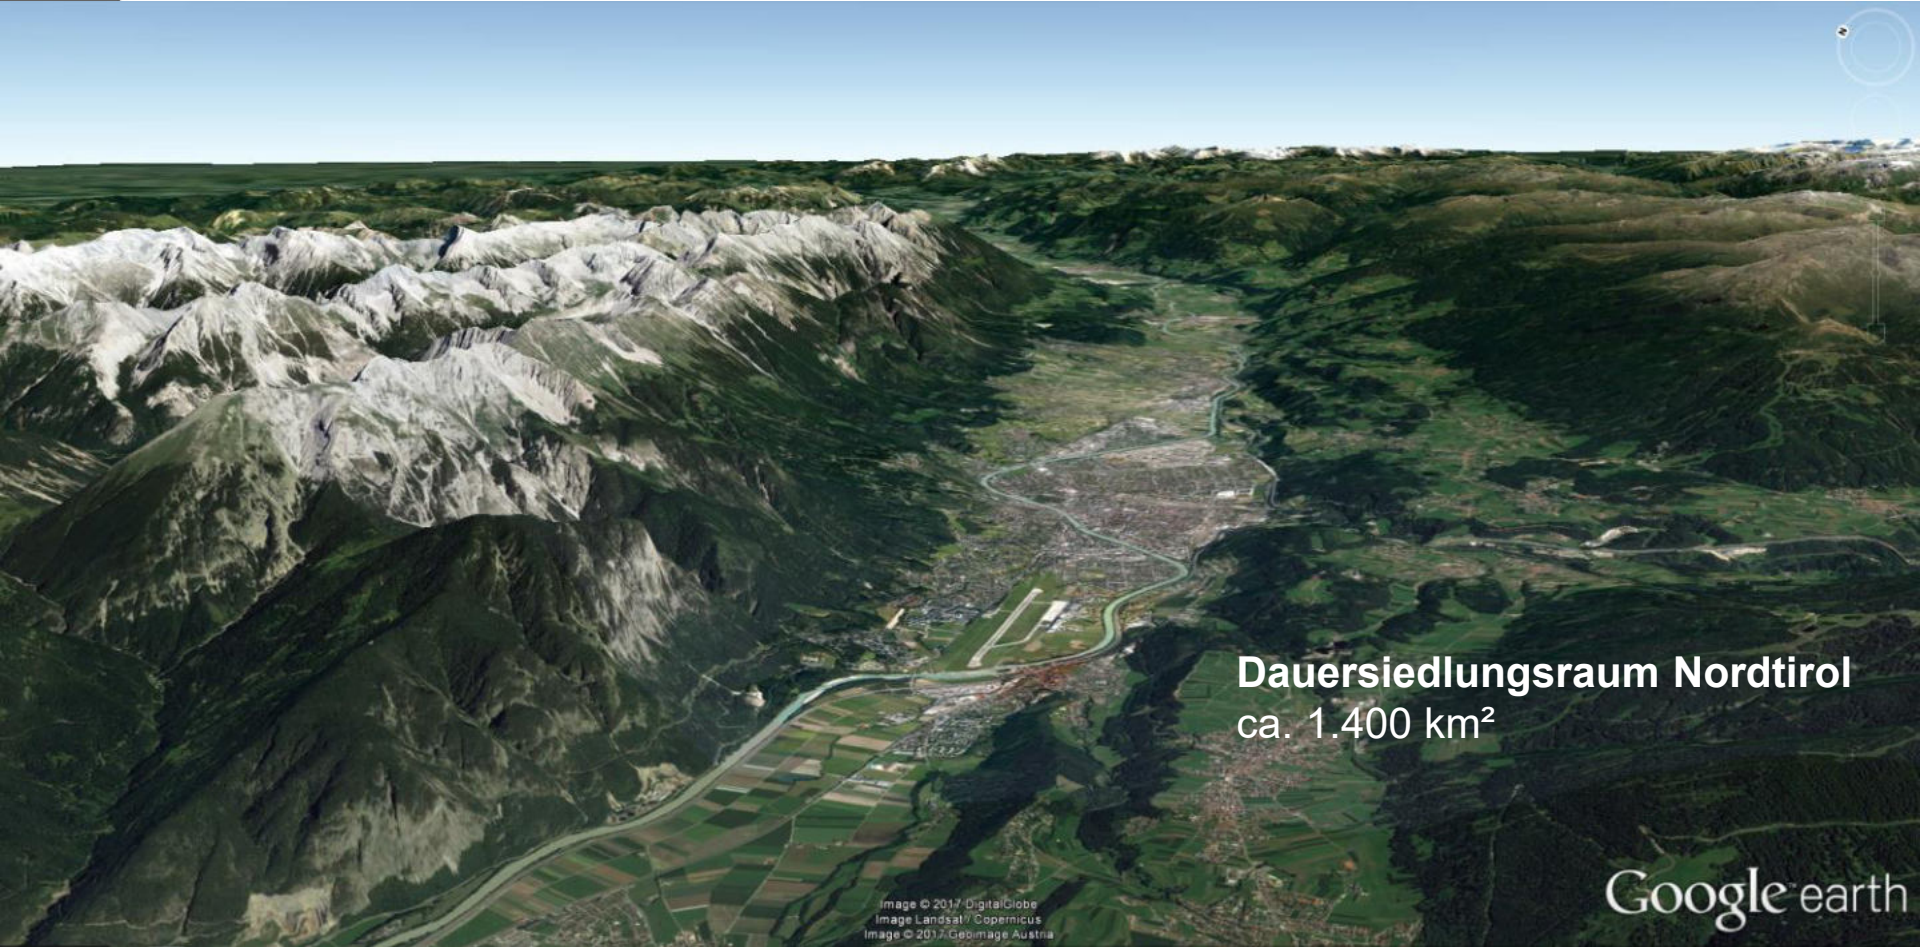 N
Dauersiedlungsraum Nordtirol
ca. 1.400 km²
Image © 2017 DigitalGlobe
Image Landsat / Copernicus
Image © 2017 GeoImage Austria
Google earth